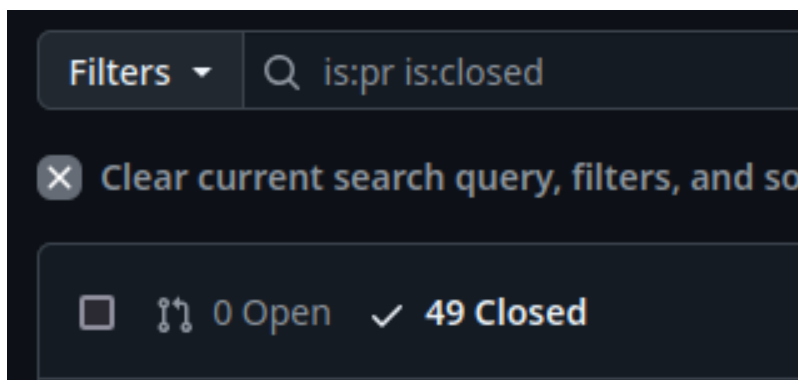 Filters is:pr is:closed
Clear current search query, filters, and so
0 Open 49 Closed